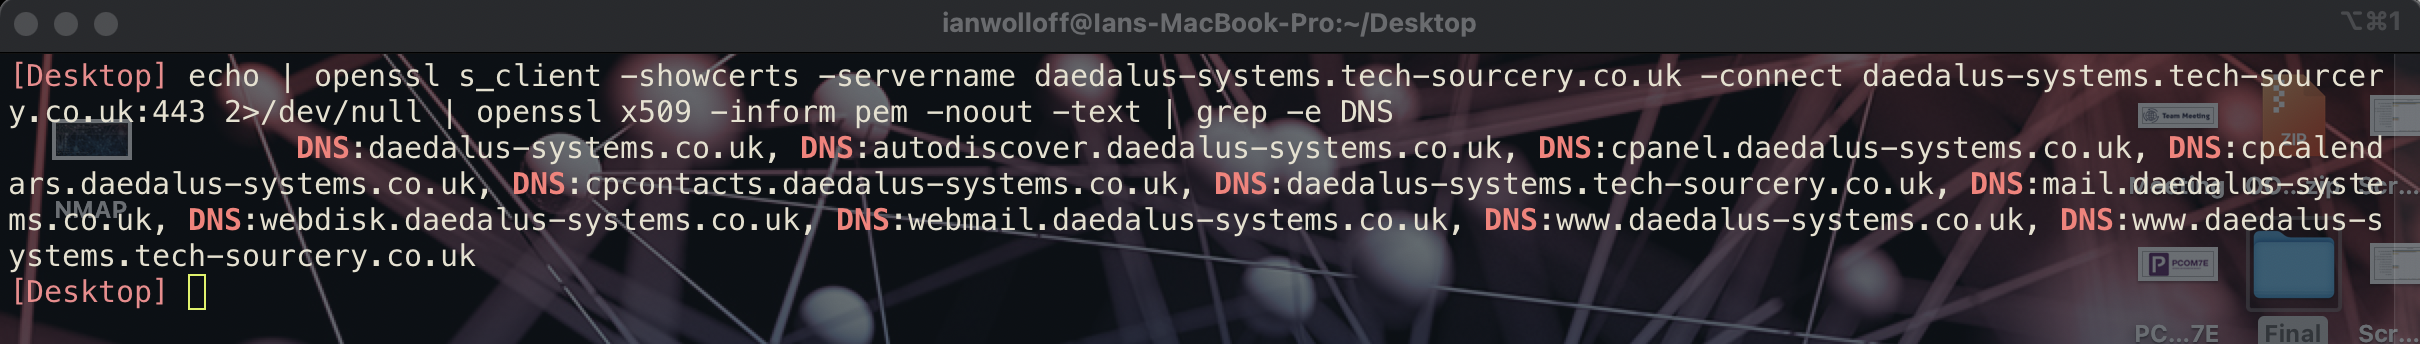 ianwolloff@Ians-MacBook-Pro:~/Desktop
⌥⌘1
[Desktop] echo | openssl s_client -showcerts -servername daedalus-systems.tech-sourcery.co.uk -connect daedalus-systems.tech-sourcer
y.co.uk:443 2>/dev/null | openssl x509 -inform pem -noout -text | grep -e DNS
DNS:daedalus-systems.co.uk, DNS:autodiscover.daedalus-systems.co.uk, DNS:cpanel.daedalus-systems.co.uk, DNS:cpcalend
ars.daedalus-systems.co.uk, DNS:cpcontacts.daedalus-systems.co.uk, DNS:daedalus-systems.tech-sourcery.co.uk, DNS:mail.daedalus-syste
ms.co.uk, DNS:webdisk.daedalus-systems.co.uk, DNS:webmail.daedalus-systems.co.uk, DNS:www.daedalus-systems.co.uk, DNS:www.daedalus-s
ystems.tech-sourcery.co.uk
[Desktop]
NMAP
Team Meeting
ZIP
Meeting
Scr...
PCOM7E
PC...7E
Final
Scr...